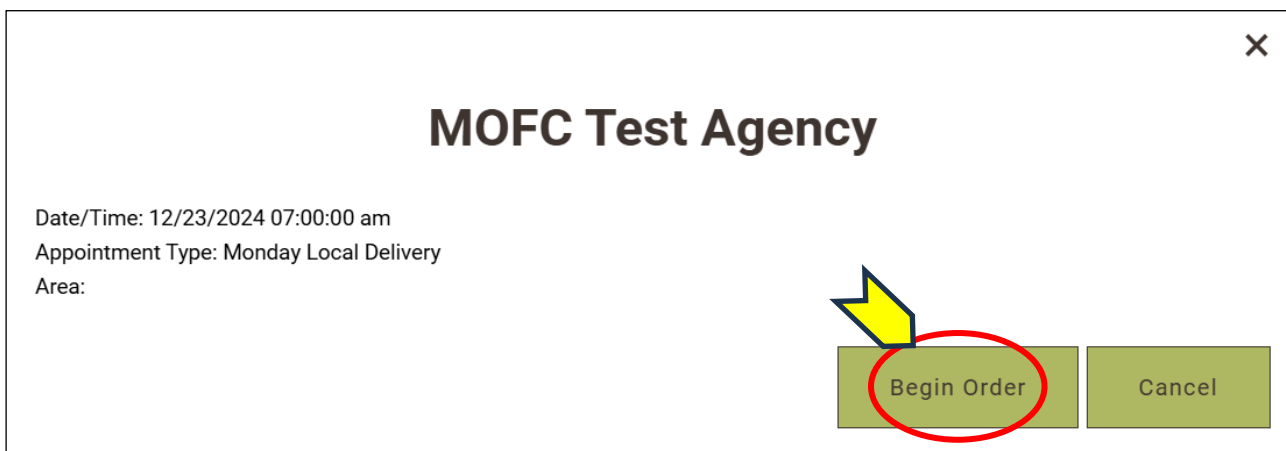 MOFC Test Agency
Date/Time: 12/23/2024 07:00:00 am
Appointment Type: Monday Local Delivery
Area:
Begin Order
Cancel